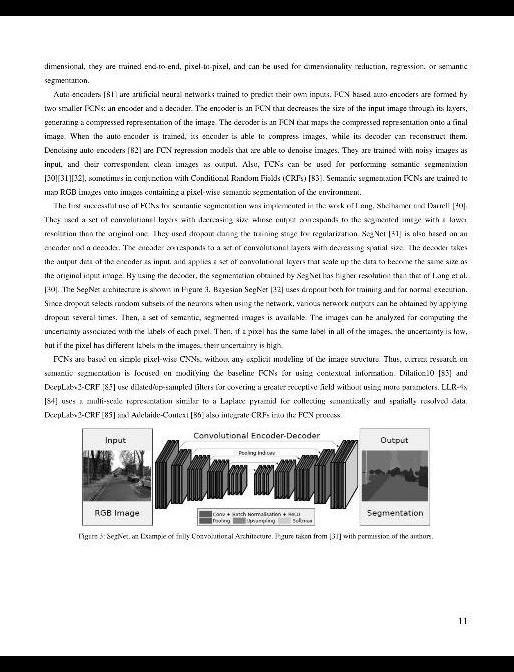 dimensional, they are trained end-to-end, pixel-to-pixel, and can be used for dimensionality reduction, regression, or semantic
segmentation.
Auto encoders [81] are artificial neural networks trained to predict their own inputs. FCN based auto-encoders are formed by
two smaller FCNs: an encoder and a decoder. The encoder is an FCN that decreases the size of the input image through its layers,
generating a compressed representation of the image. The decoder is an FCN that maps the compressed representation onto a final
image. When the auto-encoder is trained, its encoder is able to compress images, while its decoder can reconstruct them.
Denoising auto encoders [82] are FCN regression models that are able to denoise images. They are trained with noisy images as
input, and their correspondent clean images as output. Also, FCNs can be used for performing semantic segmentation
[30][31][32], sometimes in conjunction with Conditional Random Fields (CRFs) [83]. Semantic segmentation FCNs are trained to
map RGB images onto images containing a pixel-wise semantic segmentation of the environment.
The first successful use of FCNs for semantic segmentation was implemented in the work of Long, Shelhamer and Darrell [30].
They used a set of convolutional layers with decreasing size whose output corresponds to the segmented image with a lower
resolution than the original one. They used dropout during the training stage for regularization. SegNet [31] is also based on an
encoder and a decoder. The encoder corresponds to a set of convolutional layers with decreasing spatial size. The decoder takes
the output data of the encoder as input, and applies a set of convolutional layers that scale up the data to become the same size as
the original input image. By using the decoder, the segmentation obtained by SegNet has higher resolution than that of Long et al.
[30]. The SegNet architecture is shown in Figure 3. Bayesian SegNet [32] uses dropout both for training and for normal execution.
Since dropout selects random subsets of the neurons when using the network, various network outputs can be obtained by applying
dropout several times. Then, a set of semantic, segmented images is available. The images can be analyzed for computing the
uncertainty associated with the labels of each pixel. Then, if a pixel has the same label in all of the images, the uncertainty is low,
but if the pixel has different labels in the images, their uncertainty is high.
FCNs are based on simple pixel-wise CNNs, without any explicit modeling of the image structure. Thus, current research on
semantic segmentation is focused on modifying the baseline FCNs for using contextual information. Dilation10 [83] and
DeepLabv2-CRF [85] use dilated/up-sampled filters for covering a greater receptive field without using more parameters. LLR-4x
[84] uses a multi-scale representation similar to a Laplace pyramid for collecting semantically and spatially resolved data.
DeepLabv2-CRF [85] and Adelaide-Context [86] also integrate CRFs into the FCN process.
Input
Convolutional Encoder-Decoder
Output
Pooling Indices
RGB Image
Conv + Batch Normalisation + ReLU
Pooling
Upsampling
Softmax
Segmentation
Figure 3: SegNet, an Example of fully Convolutional Architecture. Figure taken from [31] with permission of the authors.
11